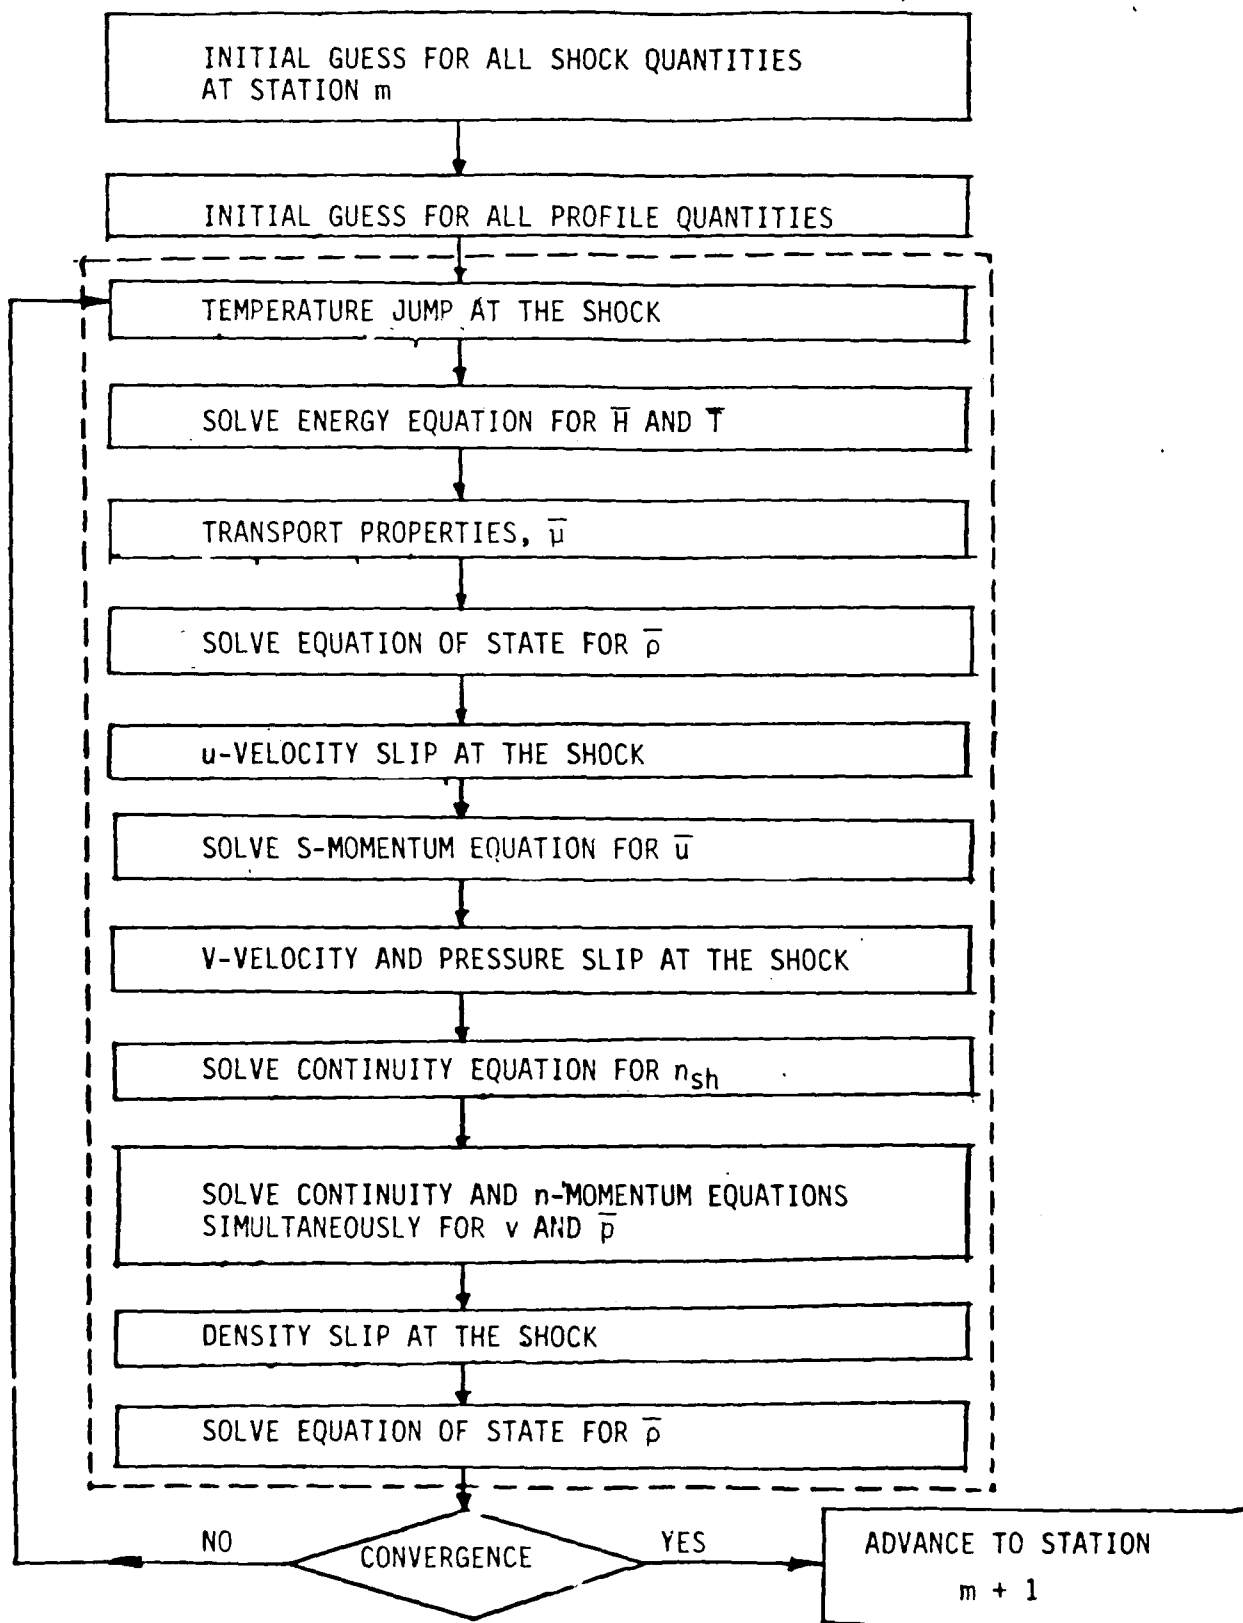 INITIAL GUESS FOR ALL SHOCK QUANTITIES
AT STATION m
INITIAL GUESS FOR ALL PROFILE QUANTITIES
TEMPERATURE JUMP AT THE SHOCK
SOLVE ENERGY EQUATION FOR H̅ AND T̅
TRANSPORT PROPERTIES, μ̅
SOLVE EQUATION OF STATE FOR ρ̅
u-VELOCITY SLIP AT THE SHOCK
SOLVE S-MOMENTUM EQUATION FOR u̅
V-VELOCITY AND PRESSURE SLIP AT THE SHOCK
SOLVE CONTINUITY EQUATION FOR n_sh
SOLVE CONTINUITY AND n-MOMENTUM EQUATIONS
SIMULTANEOUSLY FOR v AND p̅
DENSITY SLIP AT THE SHOCK
SOLVE EQUATION OF STATE FOR ρ̅
NO
CONVERGENCE
YES
ADVANCE TO STATION
m + 1